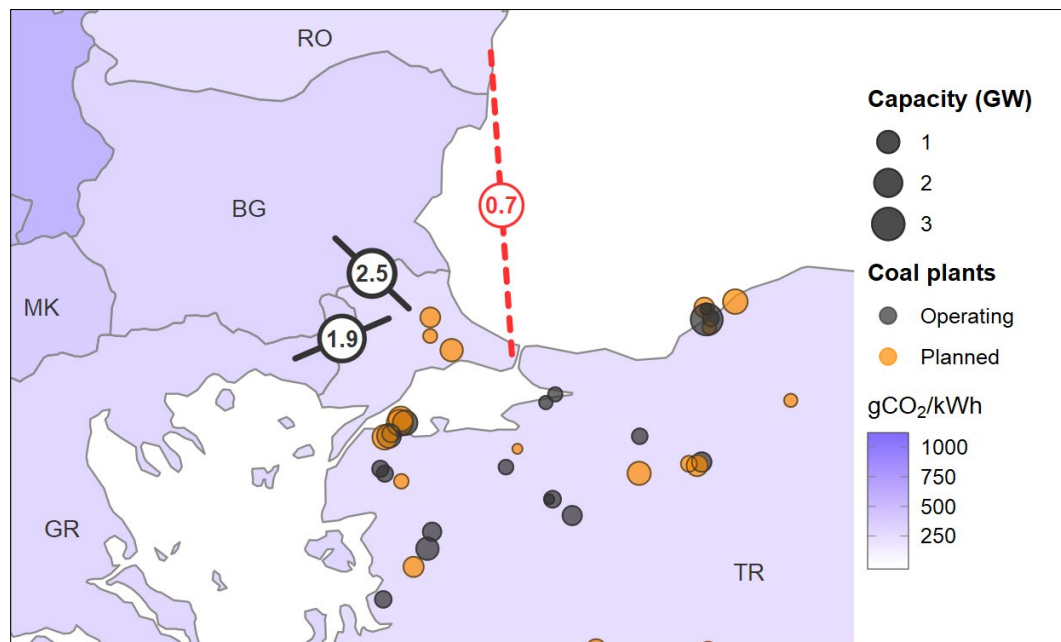 RO
BG
MK
GR
TR
0.7
2.5
1.9
Capacity (GW)
1
2
3
Coal plants
Operating
Planned
gCO₂/kWh
1000
750
500
250